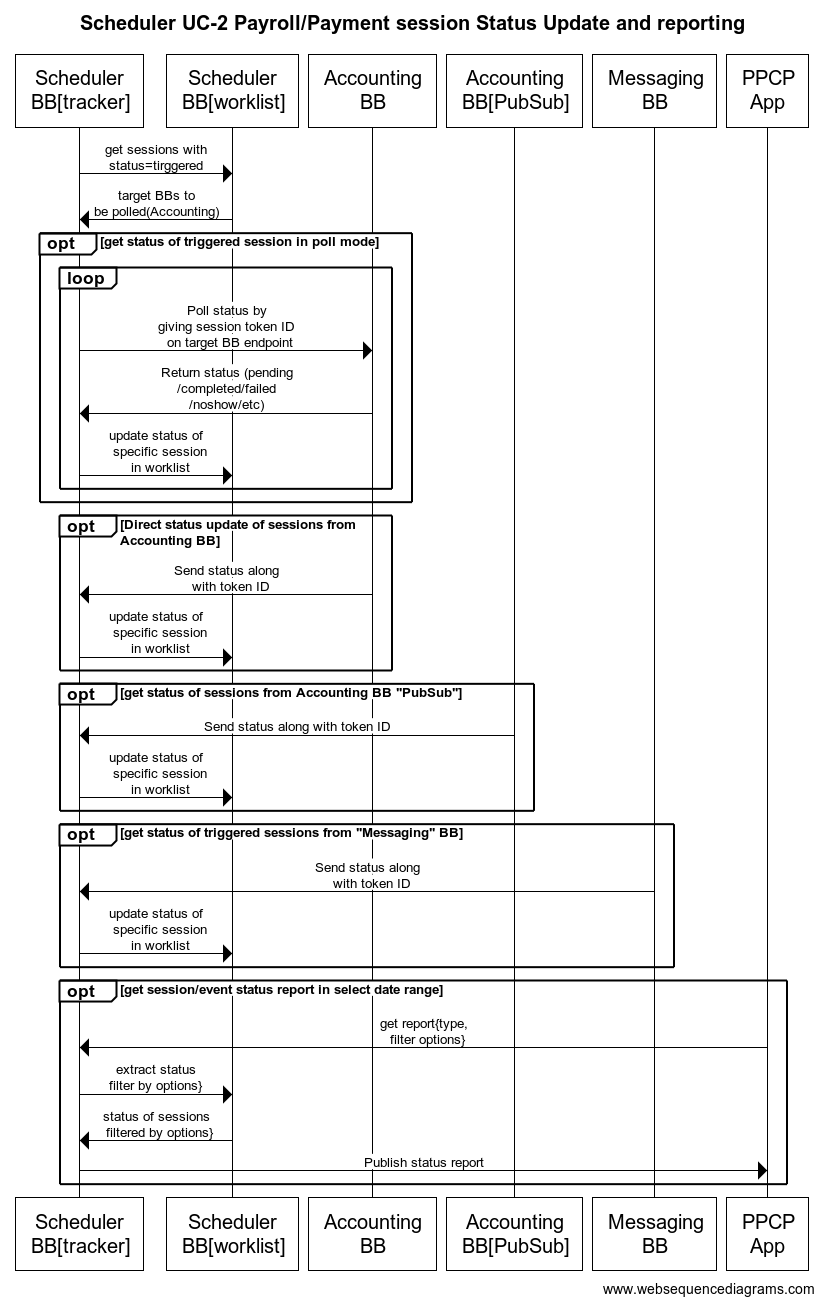 Scheduler UC-2 Payroll/Payment session Status Update and reporting
Scheduler
BB[tracker]
Scheduler
BB[worklist]
Accounting
BB
Accounting
BB[PubSub]
Messaging
BB
PPCP
App
get sessions with
status=tirggered
target BBs to
be polled(Accounting)
opt [get status of triggered session in poll mode]
loop
Poll status by
giving session token ID
on target BB endpoint
Return status (pending
/completed/failed
/noshow/etc)
update status of
specific session
in worklist
opt [Direct status update of sessions from
Accounting BB]
Send status along
with token ID
update status of
specific session
in worklist
opt [get status of sessions from Accounting BB "PubSub"]
Send status along with token ID
update status of
specific session
in worklist
opt [get status of triggered sessions from "Messaging" BB]
Send status along
with token ID
update status of
specific session
in worklist
opt [get session/event status report in select date range]
get report{type,
filter options}
extract status
filter by options}
status of sessions
filtered by options}
Publish status report
Scheduler
BB[tracker]
Scheduler
BB[worklist]
Accounting
BB
Accounting
BB[PubSub]
Messaging
BB
PPCP
App
www.websequencediagrams.com